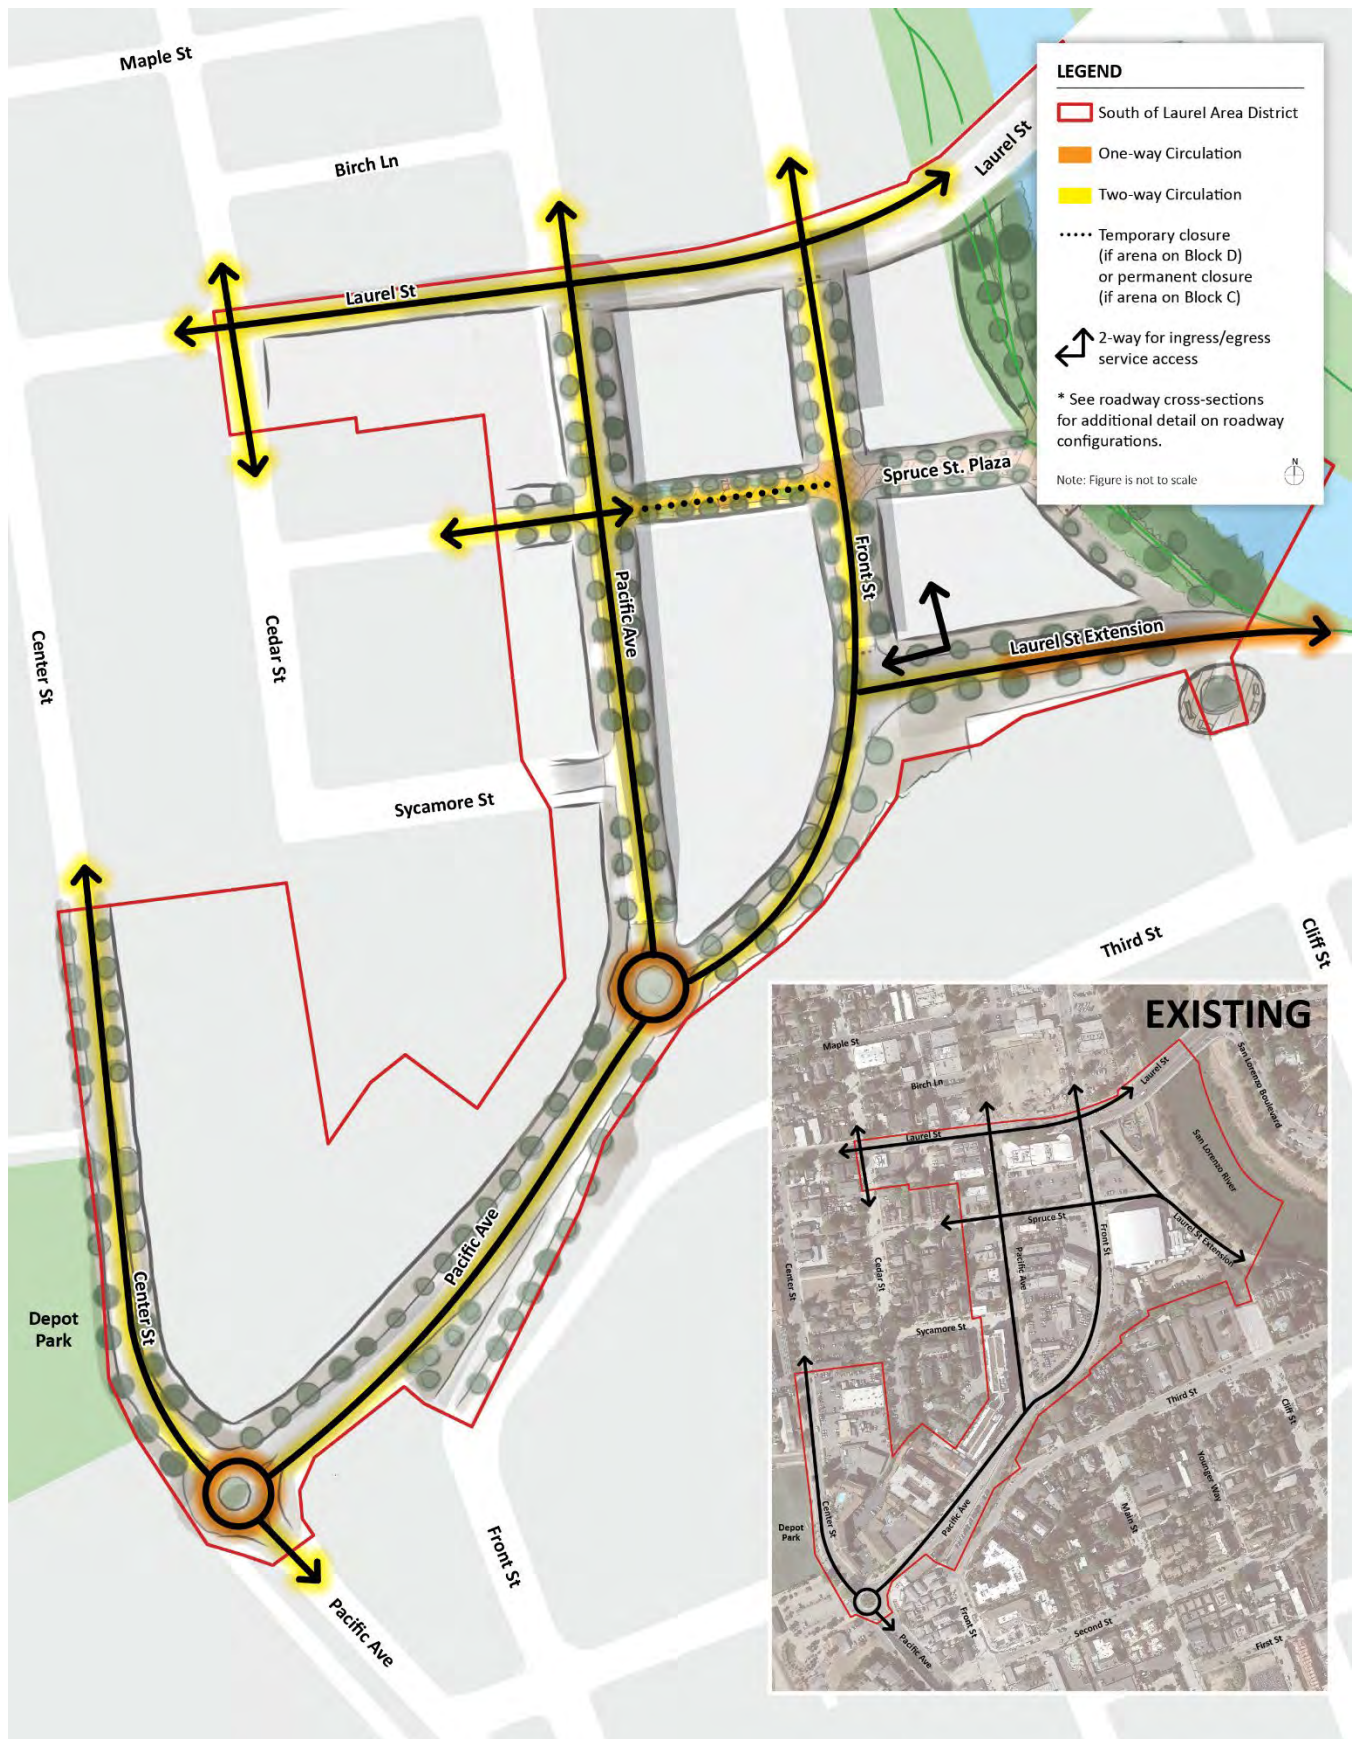 Maple St
Birch Ln
Laurel St
Laurel St
LEGEND
South of Laurel Area District
One-way Circulation
Two-way Circulation
Temporary closure
(if arena on Block D)
or permanent closure
(if arena on Block C)
2-way for ingress/egress
service access
* See roadway cross-sections
for additional detail on roadway
configurations.
Note: Figure is not to scale
N
Spruce St. Plaza
Front St
Pacific Ave
Laurel St Extension
Center St
Cedar St
Sycamore St
Third St
Cliff St
Pacific Ave
Center St
Depot
Park
Front St
Pacific Ave
EXISTING
Maple St
Birch Ln
Laurel St
Laurel St
San Lorenzo Boulevard
San Lorenzo River
Spruce St
Front St
Laurel St Extension
Pacific Ave
Center St
Cedar St
Sycamore St
Third St
Cliff St
Younger Way
Main St
Pacific Ave
Center St
Depot
Park
Front St
Second St
First St
Pacific Ave